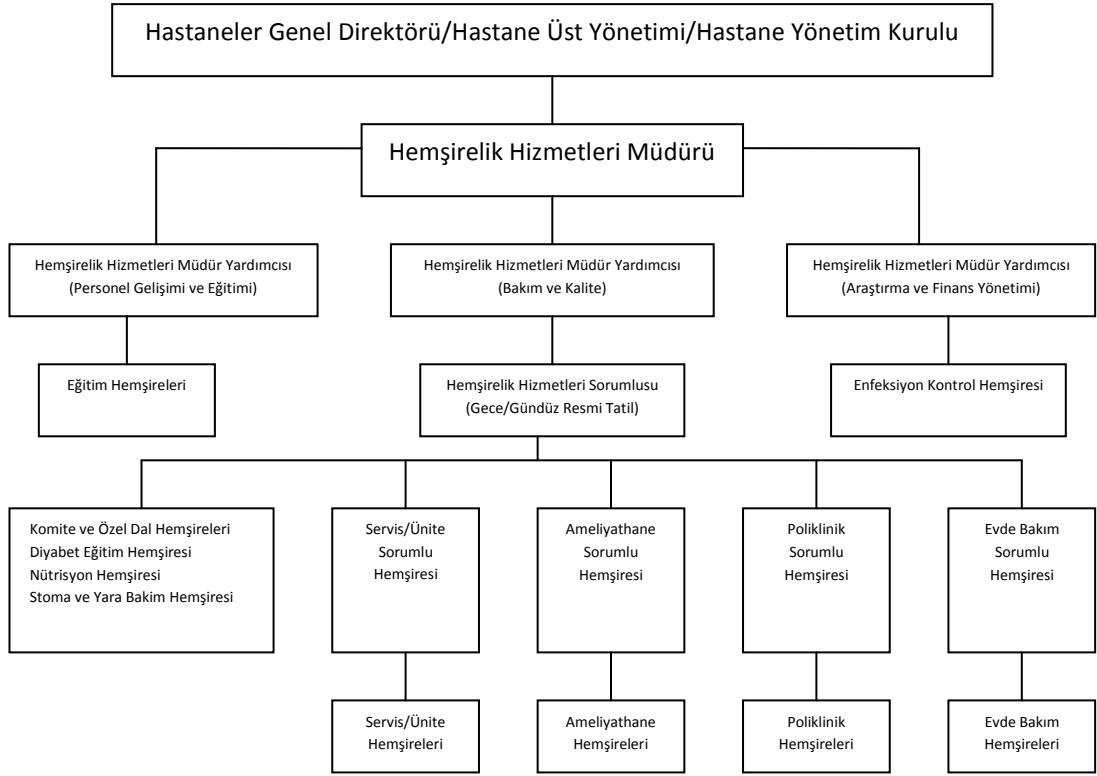 Hastaneler Genel Direktörü/Hastane Üst Yönetimi/Hastane Yönetim Kurulu
Hemşirelik Hizmetleri Müdürü
Hemşirelik Hizmetleri Müdür Yardımcısı
(Personel Gelişimi ve Eğitimi)
Hemşirelik Hizmetleri Müdür Yardımcısı
(Bakım ve Kalite)
Hemşirelik Hizmetleri Müdür Yardımcısı
(Araştırma ve Finans Yönetimi)
Eğitim Hemşireleri
Hemşirelik Hizmetleri Sorumlusu
(Gece/Gündüz Resmi Tatil)
Enfeksiyon Kontrol Hemşiresi
Komite ve Özel Dal Hemşireleri
Diyabet Eğitim Hemşiresi
Nütrisyon Hemşiresi
Stoma ve Yara Bakim Hemşiresi
Servis/Ünite
Sorumlu
Hemşiresi
Ameliyathane
Sorumlu
Hemşiresi
Poliklinik
Sorumlu
Hemşiresi
Evde Bakım
Sorumlu
Hemşiresi
Servis/Ünite
Hemşireleri
Ameliyathane
Hemşireleri
Poliklinik
Hemşireleri
Evde Bakım
Hemşireleri